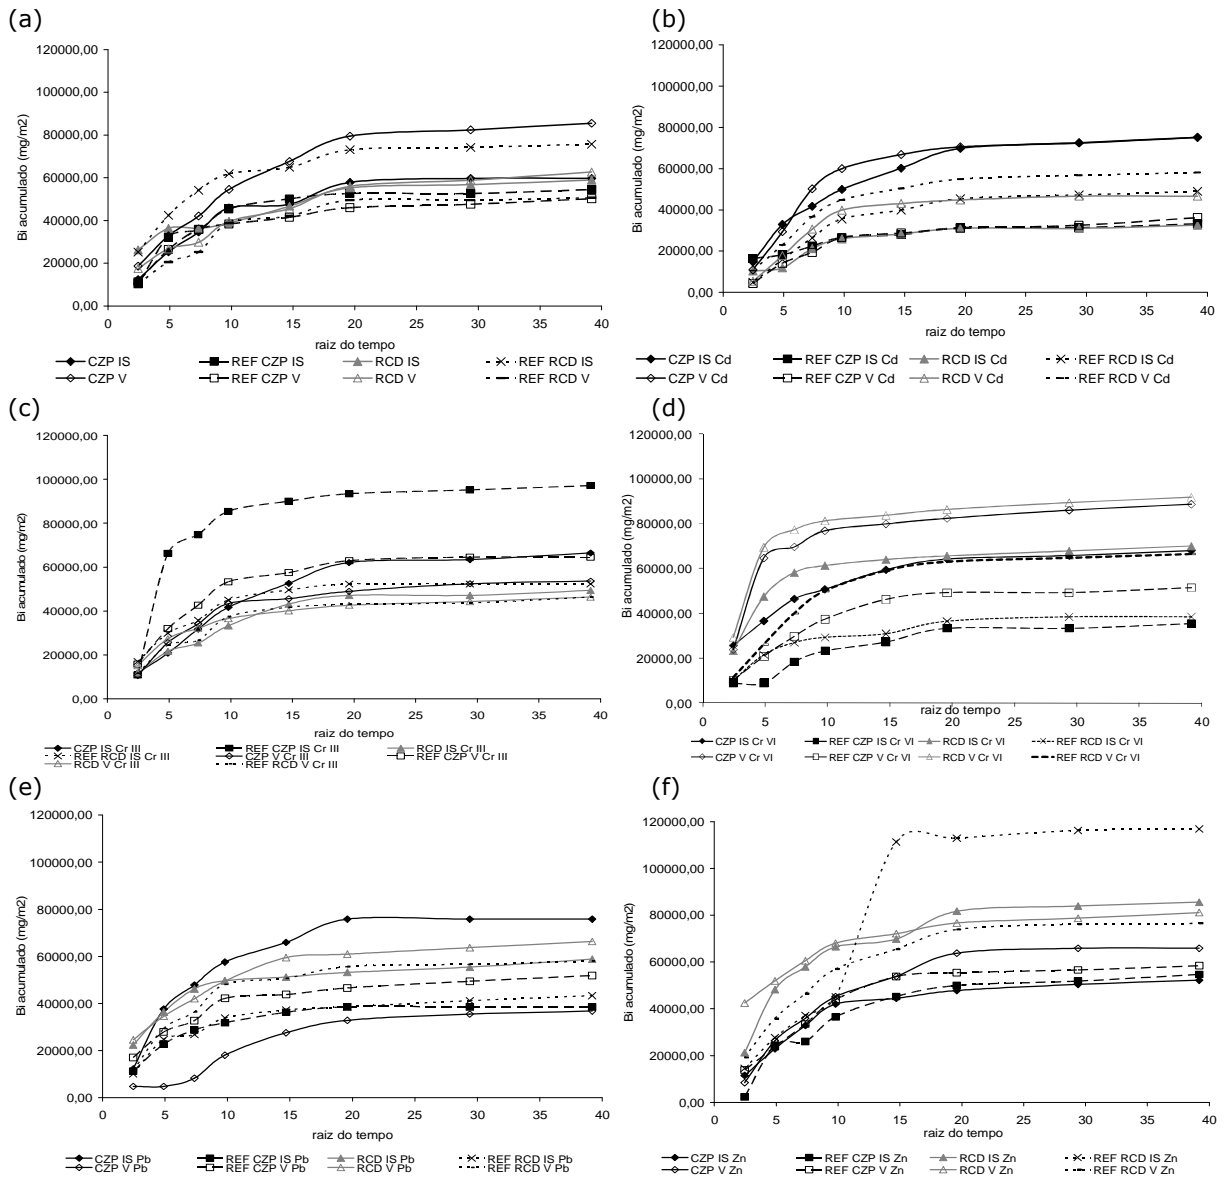 (a)
Bi acumulado (mg/m2)
120000,00
100000,00
80000,00
60000,00
40000,00
20000,00
0,00
0 5 10 15 20 25 30 35 40
raiz do tempo
CZP IS REF CZP IS RCD IS REF RCD IS
CZP V REF CZP V RCD V REF RCD V
(b)
Bi acumulado (mg/m2)
120000,00
100000,00
80000,00
60000,00
40000,00
20000,00
0,00
0 5 10 15 20 25 30 35 40
raiz do tempo
CZP IS Cd REF CZP IS Cd RCD IS Cd REF RCD IS Cd
CZP V Cd REF CZP V Cd RCD V Cd REF RCD V Cd
(c)
Bi acumulado (mg/m2)
120000,00
100000,00
80000,00
60000,00
40000,00
20000,00
0,00
0 5 10 15 20 25 30 35 40
raiz do tempo
CZP IS Cr III REF CZP IS Cr III RCD IS Cr III
REF RCD IS Cr III CZP V Cr III REF CZP V Cr III
RCD V Cr III REF RCD V Cr III
(d)
Bi acumulado (mg/m2)
120000,00
100000,00
80000,00
60000,00
40000,00
20000,00
0,00
raiz do tempo
0 5 10 15 20 25 30 35 40
CZP IS Cr VI REF CZP IS Cr VI RCD IS Cr VI REF RCD IS Cr VI
CZP V Cr VI REF CZP V Cr VI RCD V Cr VI REF RCD V Cr VI
(e)
Bi acumulado (mg/m2)
120000,00
100000,00
80000,00
60000,00
40000,00
20000,00
0,00
0 5 10 15 20 25 30 35 40
raiz do tempo
CZP IS Pb REF CZP IS Pb RCD IS Pb REF RCD IS Pb
CZP V Pb REF CZP V Pb RCD V Pb REF RCD V Pb
(f)
Bi acumulado (mg/m2)
120000,00
100000,00
80000,00
60000,00
40000,00
20000,00
0,00
0 5 10 15 20 25 30 35 40
raiz do tempo
CZP IS Zn REF CZP IS Zn RCD IS Zn REF RCD IS Zn
CZP V Zn REF CZP V Zn RCD V Zn REF RCD V Zn